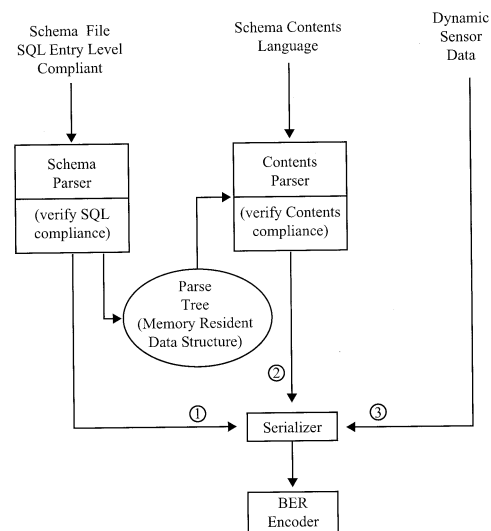 Schema File
SQL Entry Level
Compliant
Schema Contents
Language
Dynamic
Sensor
Data
Schema
Parser
(verify SQL
compliance)
Contents
Parser
(verify Contents
compliance)
Parse
Tree
(Memory Resident
Data Structure)
②
①
③
Serializer
BER
Encoder